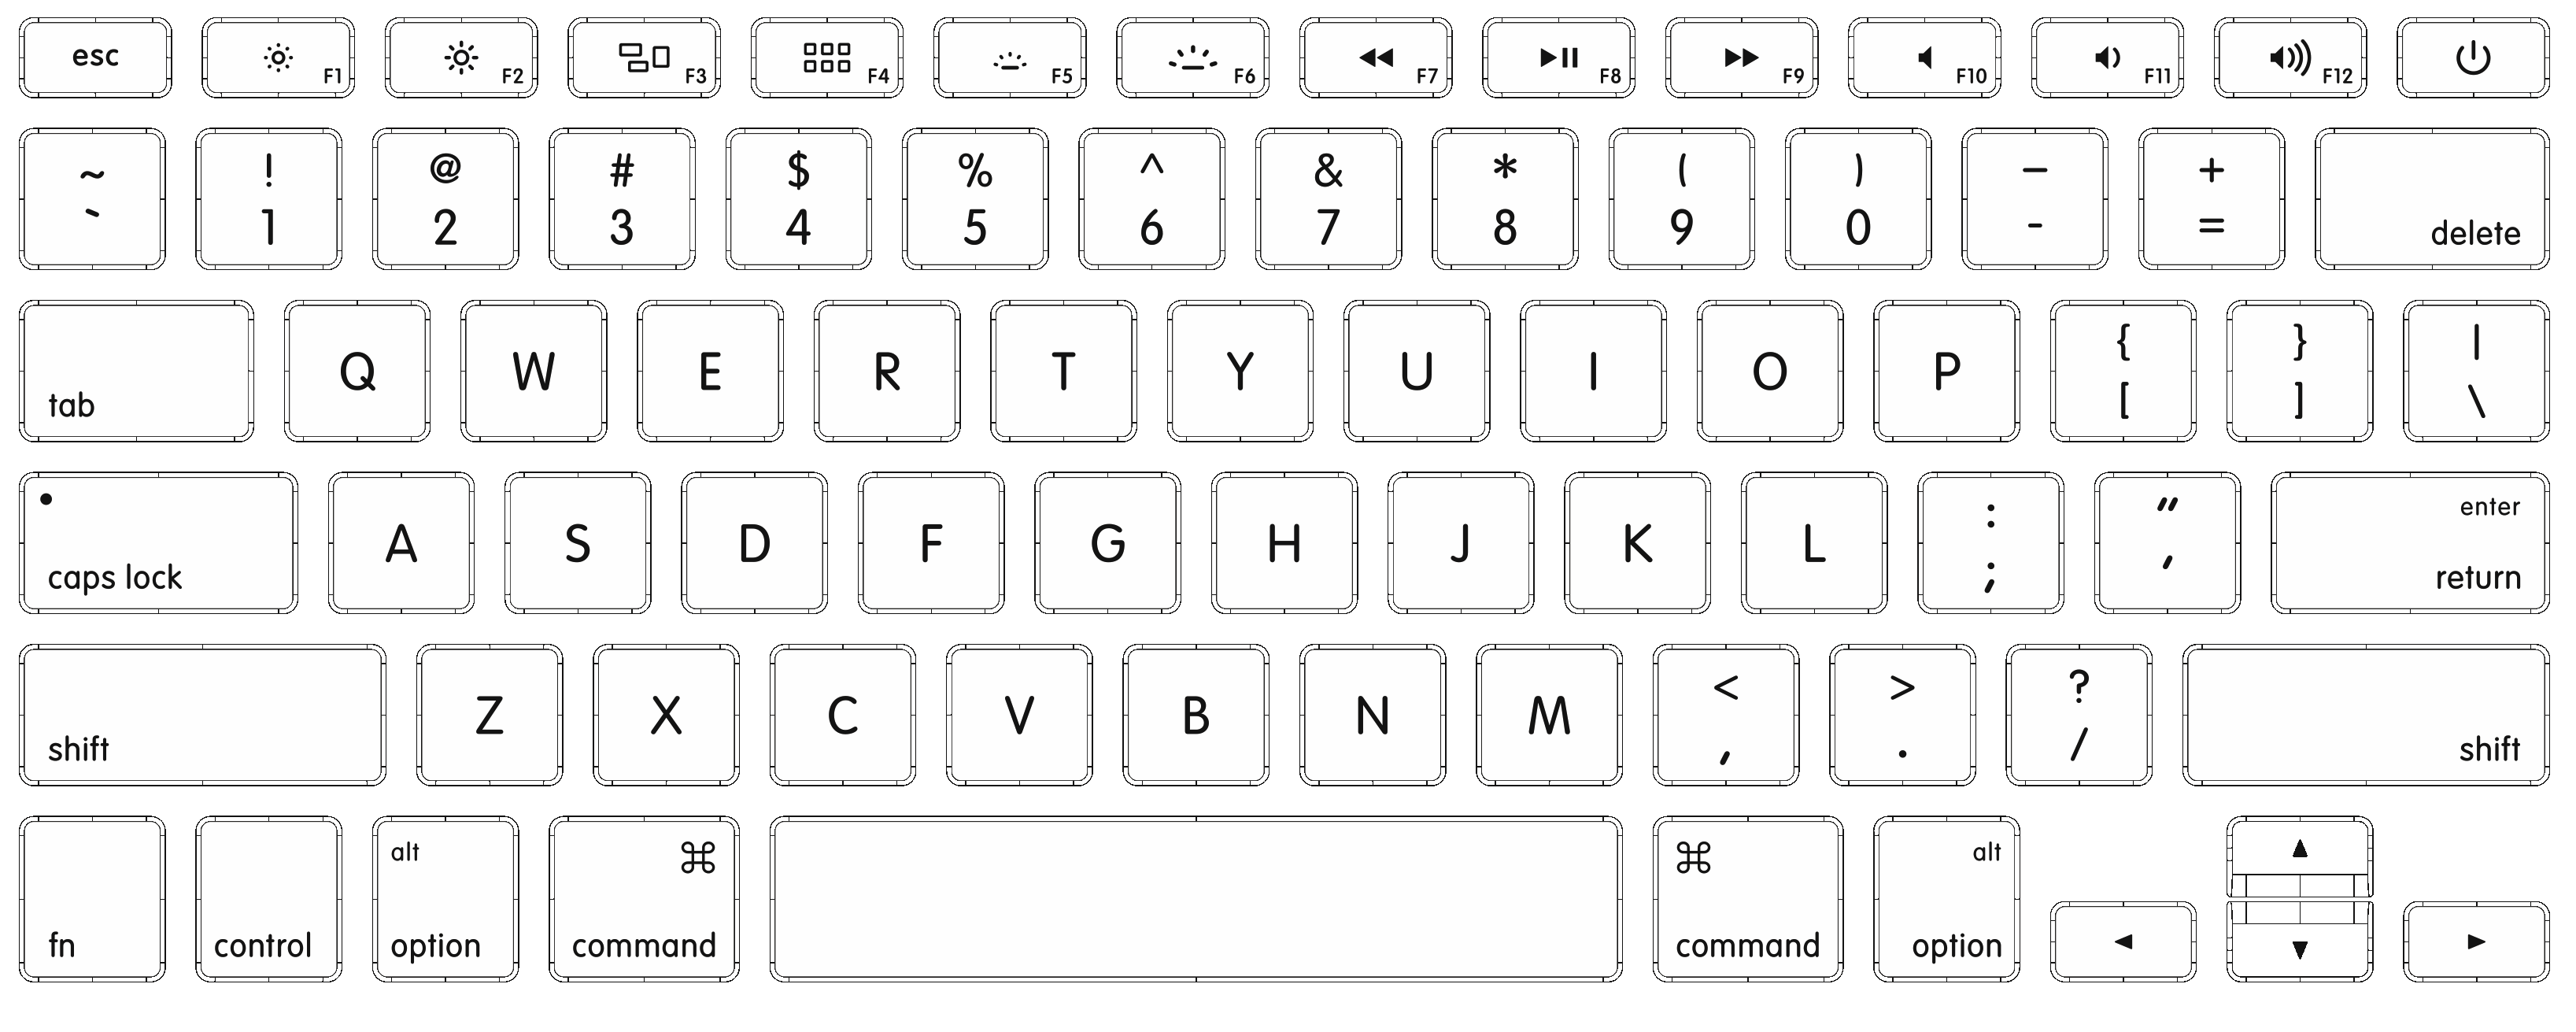 esc F1 F2 F3 F4 F5 F6 F7 F8 F9 F10 F11 F12
~ ! @ # $ % ^ & * ( ) — +
` 1 2 3 4 5 6 7 8 9 0 - = delete
tab Q W E R T Y U I O P { } |
[ ] \
caps lock A S D F G H J K L : " enter
; ' return
shift Z X C V B N M < > ? shift
, . /
alt ⌘ ⌘ alt ▲
fn control option command command option ◀ ▼ ▶